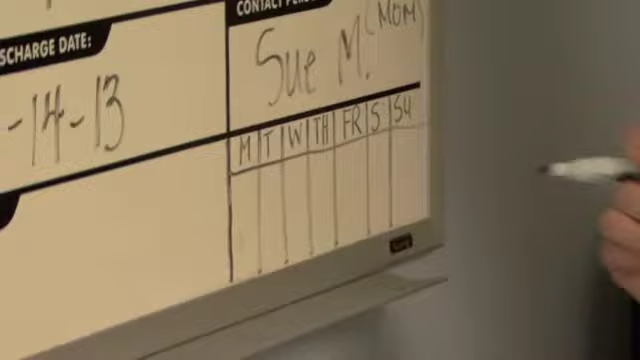 CONTACT PERS
Sue M. (MOM)
SCHARGE DATE:
-14-13
M T W TH FR S SU